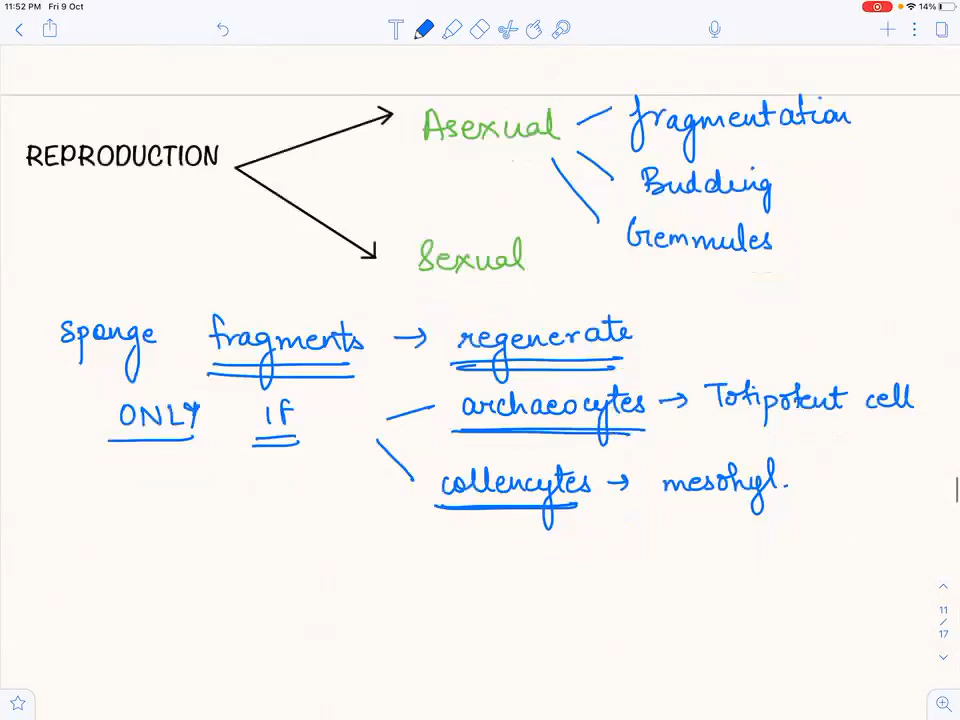 11:52 PM Fri 9 Oct 14%
Asexual fragmentation
REPRODUCTION
Budding
Gemmules
Sexual
Sponge fragments → regenerate
ONLY IF archaeocytes → Totipotent cell
collencytes → mesohyl.
11
/
17